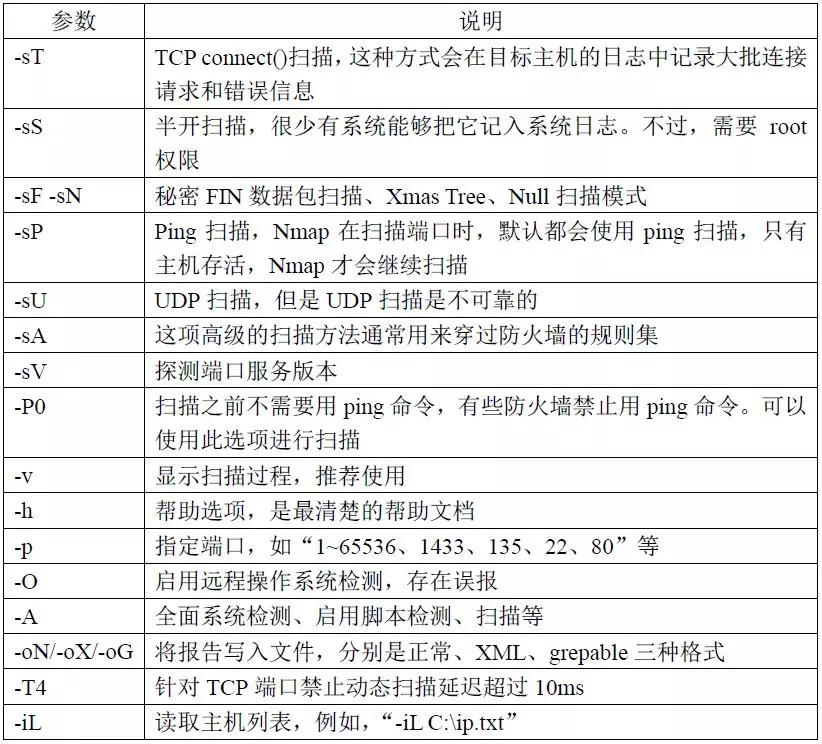 参数 说明
-sT TCP connect()扫描，这种方式会在目标主机的日志中记录大批连接
请求和错误信息
-sS 半开扫描，很少有系统能够把它记入系统日志。不过，需要 root
权限
-sF -sN 秘密 FIN 数据包扫描、Xmas Tree、Null 扫描模式
-sP Ping 扫描，Nmap 在扫描端口时，默认都会使用 ping 扫描，只有
主机存活，Nmap 才会继续扫描
-sU UDP 扫描，但是 UDP 扫描是不可靠的
-sA 这项高级的扫描方法通常用来穿过防火墙的规则集
-sV 探测端口服务版本
-P0 扫描之前不需要用 ping 命令，有些防火墙禁止用 ping 命令。可以
使用此选项进行扫描
-v 显示扫描过程，推荐使用
-h 帮助选项，是最清楚的帮助文档
-p 指定端口，如“1~65536、1433、135、22、80”等
-O 启用远程操作系统检测，存在误报
-A 全面系统检测、启用脚本检测、扫描等
-oN/-oX/-oG 将报告写入文件，分别是正常、XML、grepable 三种格式
-T4 针对 TCP 端口禁止动态扫描延迟超过 10ms
-iL 读取主机列表，例如，“-iL C:\ip.txt”